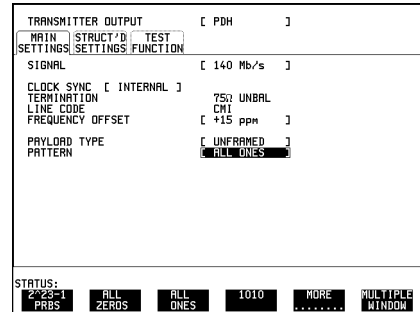 TRANSMITTER OUTPUT [ PDH ]
MAIN STRUCT'D TEST
SETTINGS SETTINGS FUNCTION
SIGNAL [ 140 Mb/s ]
CLOCK SYNC [ INTERNAL ]
TERMINATION 75Ω UNBAL
LINE CODE CMI
FREQUENCY OFFSET [ +15 ppm ]
PAYLOAD TYPE [ UNFRAMED ]
PATTERN [ ALL ONES ]
STATUS:
2^23-1 ALL ALL 1010 MORE MULTIPLE
PRBS ZEROS ONES ........ WINDOW